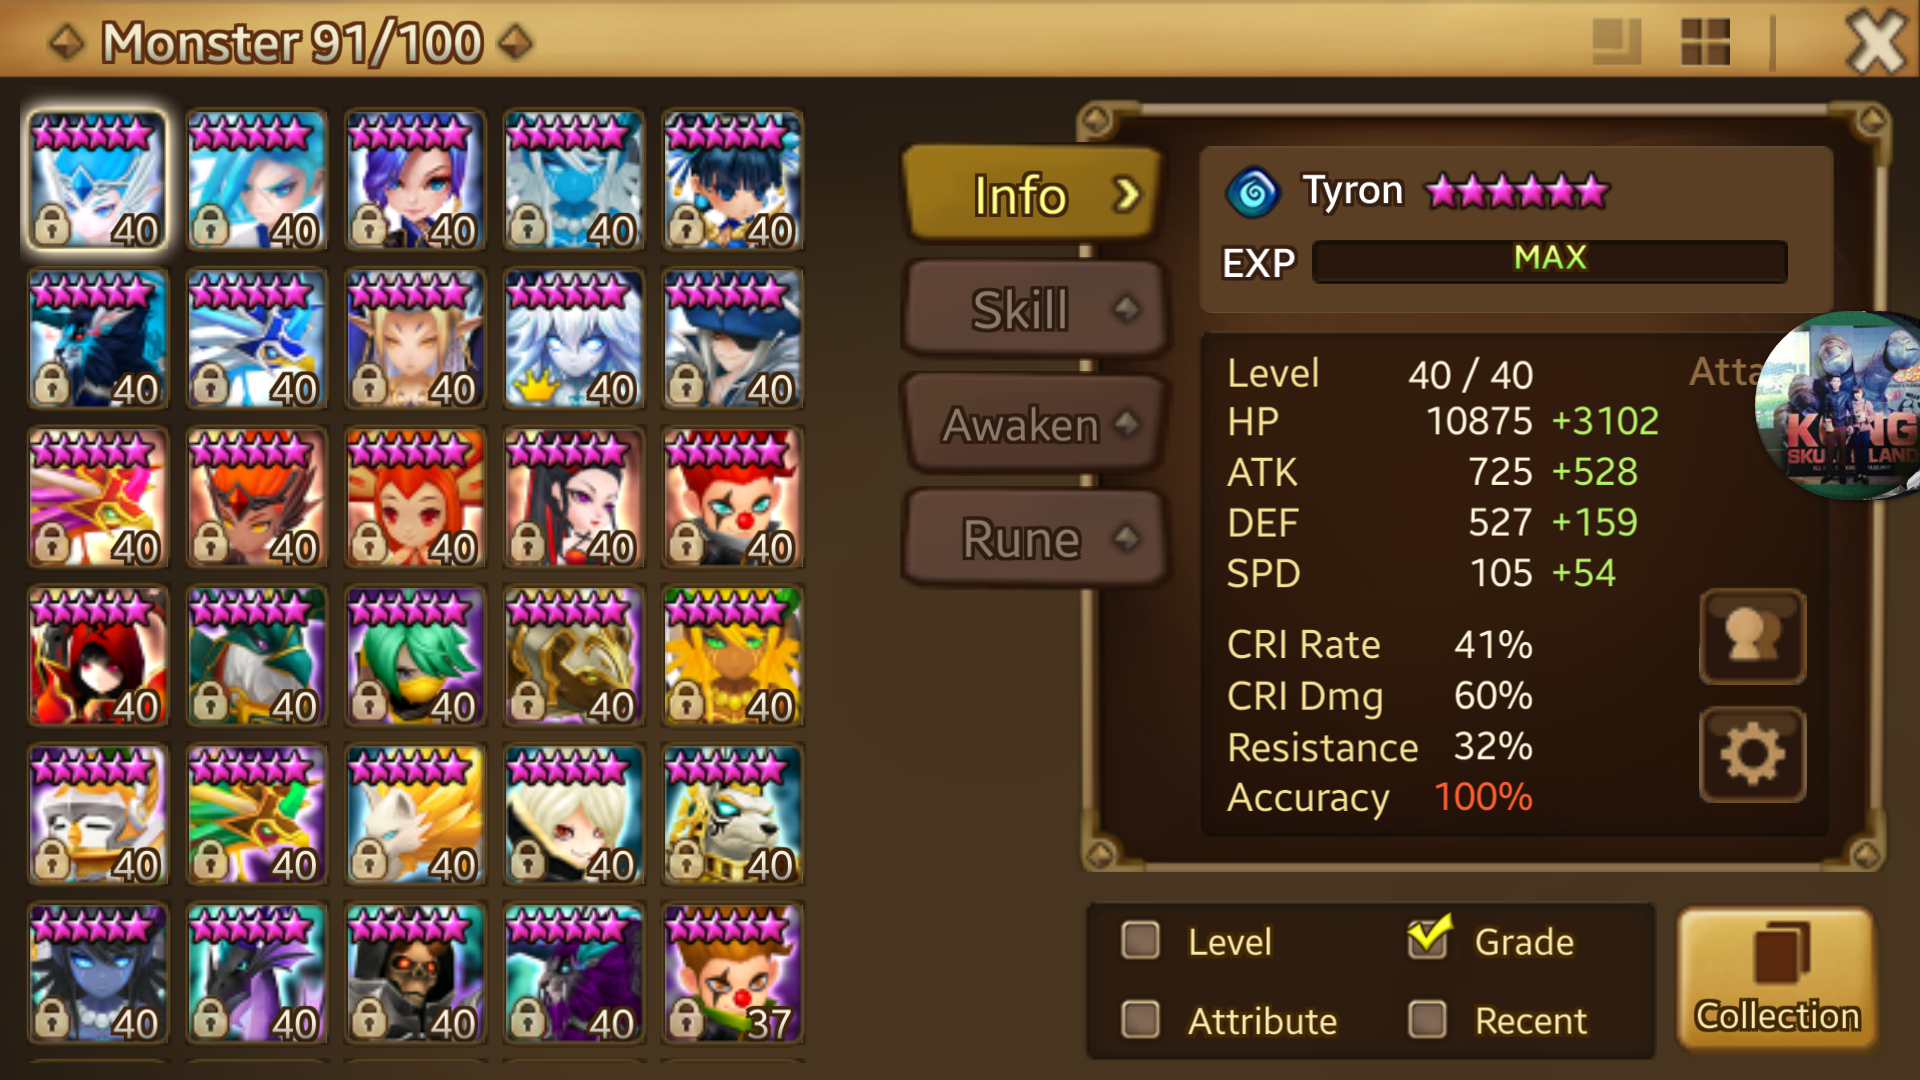 Monster 91/100
40 40 40 40 40
40 40 40 40 40
40 40 40 40 40
40 40 40 40 40
40 40 40 40 40
40 40 40 40 37
Info
Skill
Awaken
Rune
Tyron
EXP MAX
Level 40 / 40
HP 10875 +3102
ATK 725 +528
DEF 527 +159
SPD 105 +54
CRI Rate 41%
CRI Dmg 60%
Resistance 32%
Accuracy 100%
Atta
Level Grade
Attribute Recent
Collection